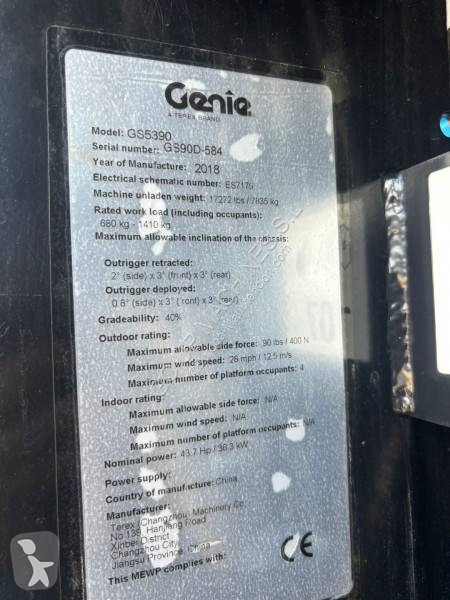 Genie
A TEREX BRAND
Model: GS5390
Serial number: GS90D-584
Year of Manufacture: 2018
Electrical schematic number:
Machine unladen weight: 17272 lbs / 7835 kg
Rated work load (including occupants):
680 kg - 1410 kg
Maximum allowable inclination of the chassis:
Outrigger retracted:
2° (side) x 3° (front) x 3° (rear)
Outrigger deployed:
0.8° (side) x 3° (front) x 3° (rear)
Gradeability: 40%
Outdoor rating:
Maximum allowable side force: 90 lbs / 400 N
Maximum wind speed: 28 mph / 12.5 m/s
Maximum number of platform occupants: 4
Indoor rating:
Maximum allowable side force: N/A
Maximum wind speed: N/A
Maximum number of platform occupants: N/A
Nominal power: 43.7 Hp / 36.3 kW
Power supply:
Country of manufacture: China
Manufacturer:
Terex (Changzhou) Machinery Co
No 139 Hanjiang Road
Xinbei District
Changzhou City
Jiangsu Province, China
This MEWP complies with:
CE